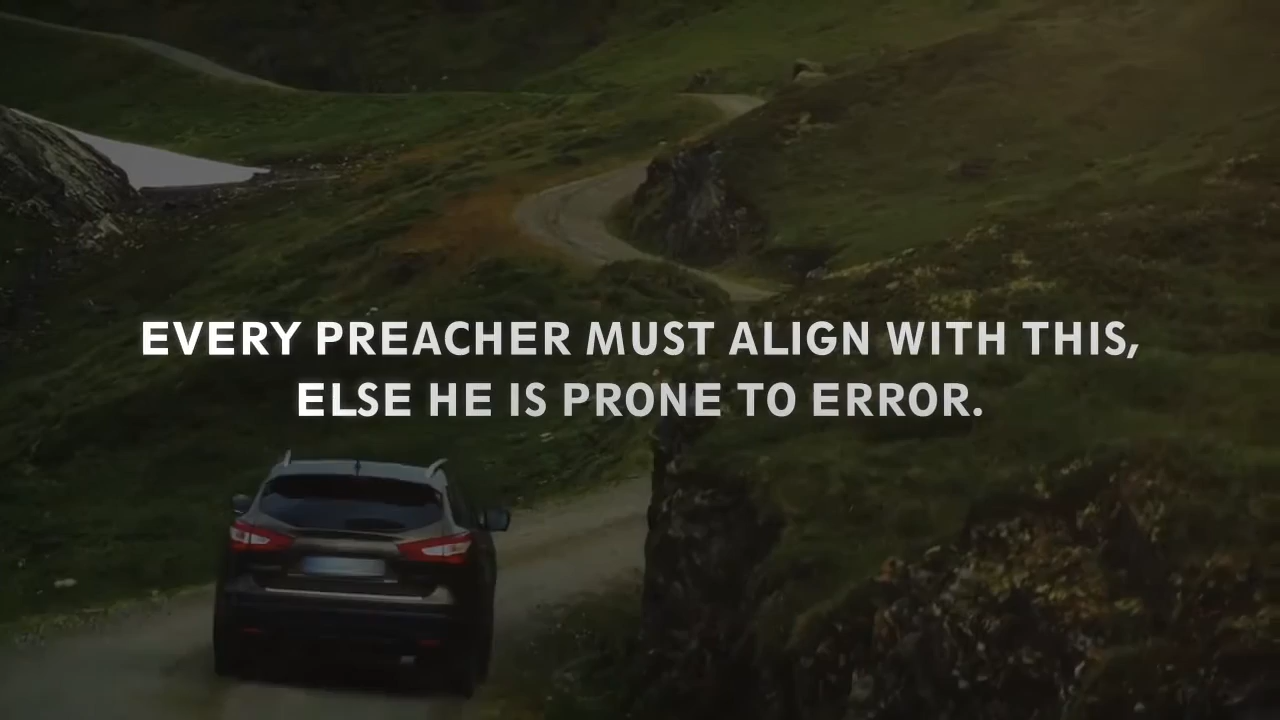 EVERY PREACHER MUST ALIGN WITH THIS,
ELSE HE IS PRONE TO ERROR.